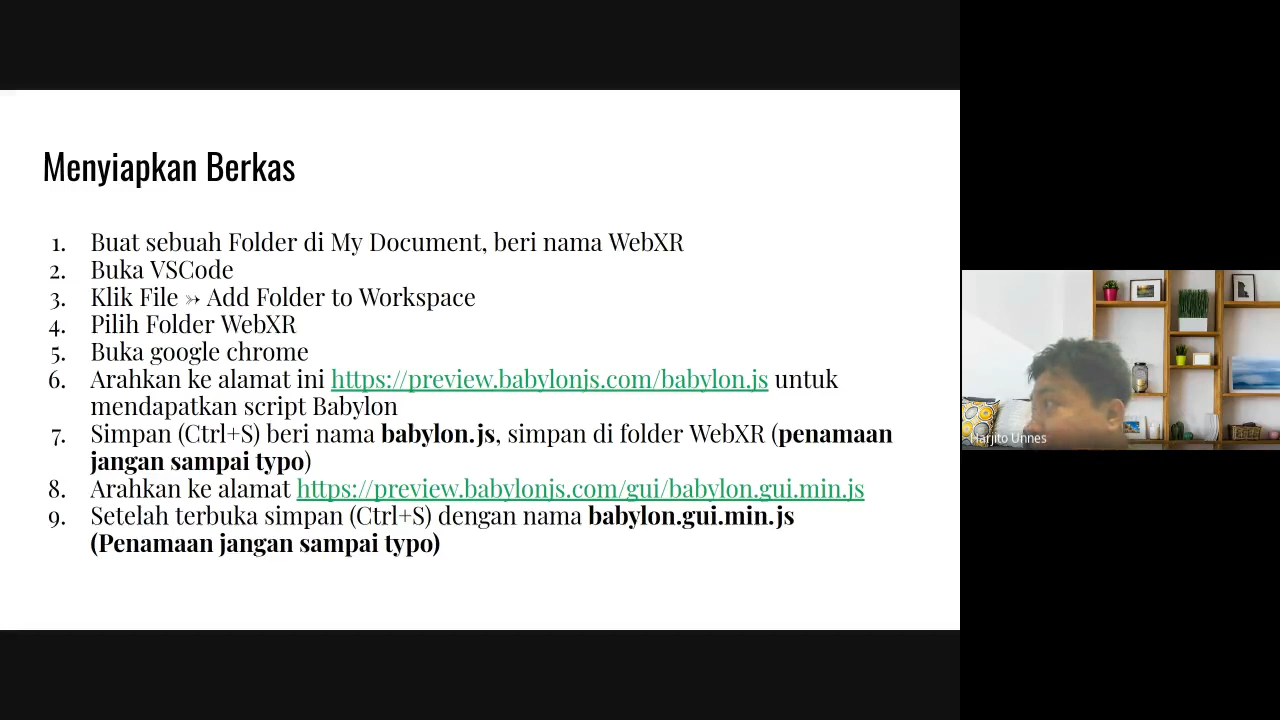 Menyiapkan Berkas
1. Buat sebuah Folder di My Document, beri nama WebXR
2. Buka VSCode
3. Klik File ↣ Add Folder to Workspace
4. Pilih Folder WebXR
5. Buka google chrome
6. Arahkan ke alamat ini https://preview.babylonjs.com/babylon.js untuk
mendapatkan script Babylon
7. Simpan (Ctrl+S) beri nama babylon.js, simpan di folder WebXR (penamaan
jangan sampai typo)
8. Arahkan ke alamat https://preview.babylonjs.com/gui/babylon.gui.min.js
9. Setelah terbuka simpan (Ctrl+S) dengan nama babylon.gui.min.js
(Penamaan jangan sampai typo)
Harjito Unnes